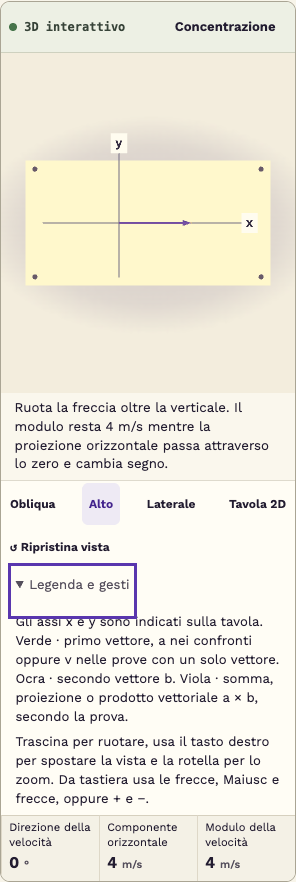 3D interattivo
Concentrazione
y
x
Ruota la freccia oltre la verticale. Il
modulo resta 4 m/s mentre la
proiezione orizzontale passa attraverso
lo zero e cambia segno.
Obliqua
Alto
Laterale
Tavola 2D
↺ Ripristina vista
▼ Legenda e gesti
Gli assi x e y sono indicati sulla tavola.
Verde · primo vettore, a nei confronti
oppure v nelle prove con un solo vettore.
Ocra · secondo vettore b. Viola · somma,
proiezione o prodotto vettoriale a × b,
secondo la prova.
Trascina per ruotare, usa il tasto destro
per spostare la vista e la rotella per lo
zoom. Da tastiera usa le frecce, Maiusc e
frecce, oppure + e −.
Direzione della
velocità
0 °
Componente
orizzontale
4 m/s
Modulo della
velocità
4 m/s